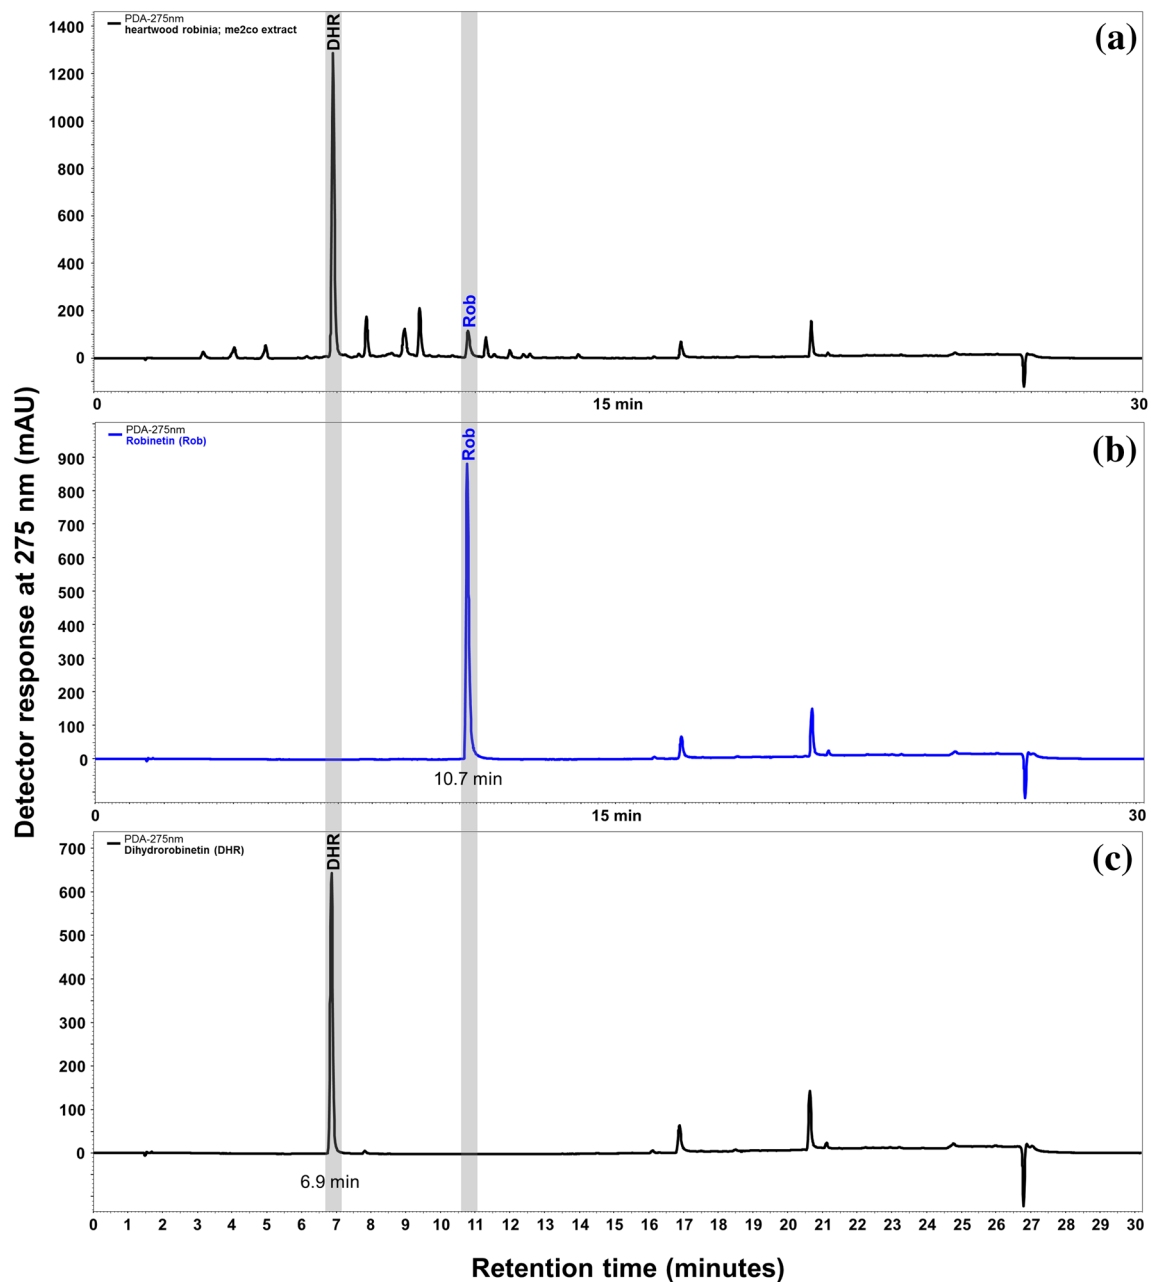 PDA-275nm
heartwood robinia; me2co extract
DHR
(a)
1400
1200
1000
800
600
400
200
0
Rob
0 15 min 30
Detector response at 275 nm (mAU)
PDA-275nm
Robinetin (Rob)
Rob
(b)
900
800
700
600
500
400
300
200
100
0
10.7 min
0 15 min 30
PDA-275nm
Dihydrorobinetin (DHR)
DHR
(c)
700
600
500
400
300
200
100
0
6.9 min
0 1 2 3 4 5 6 7 8 9 10 11 12 13 14 15 16 17 18 19 20 21 22 23 24 25 26 27 28 29 30
Retention time (minutes)